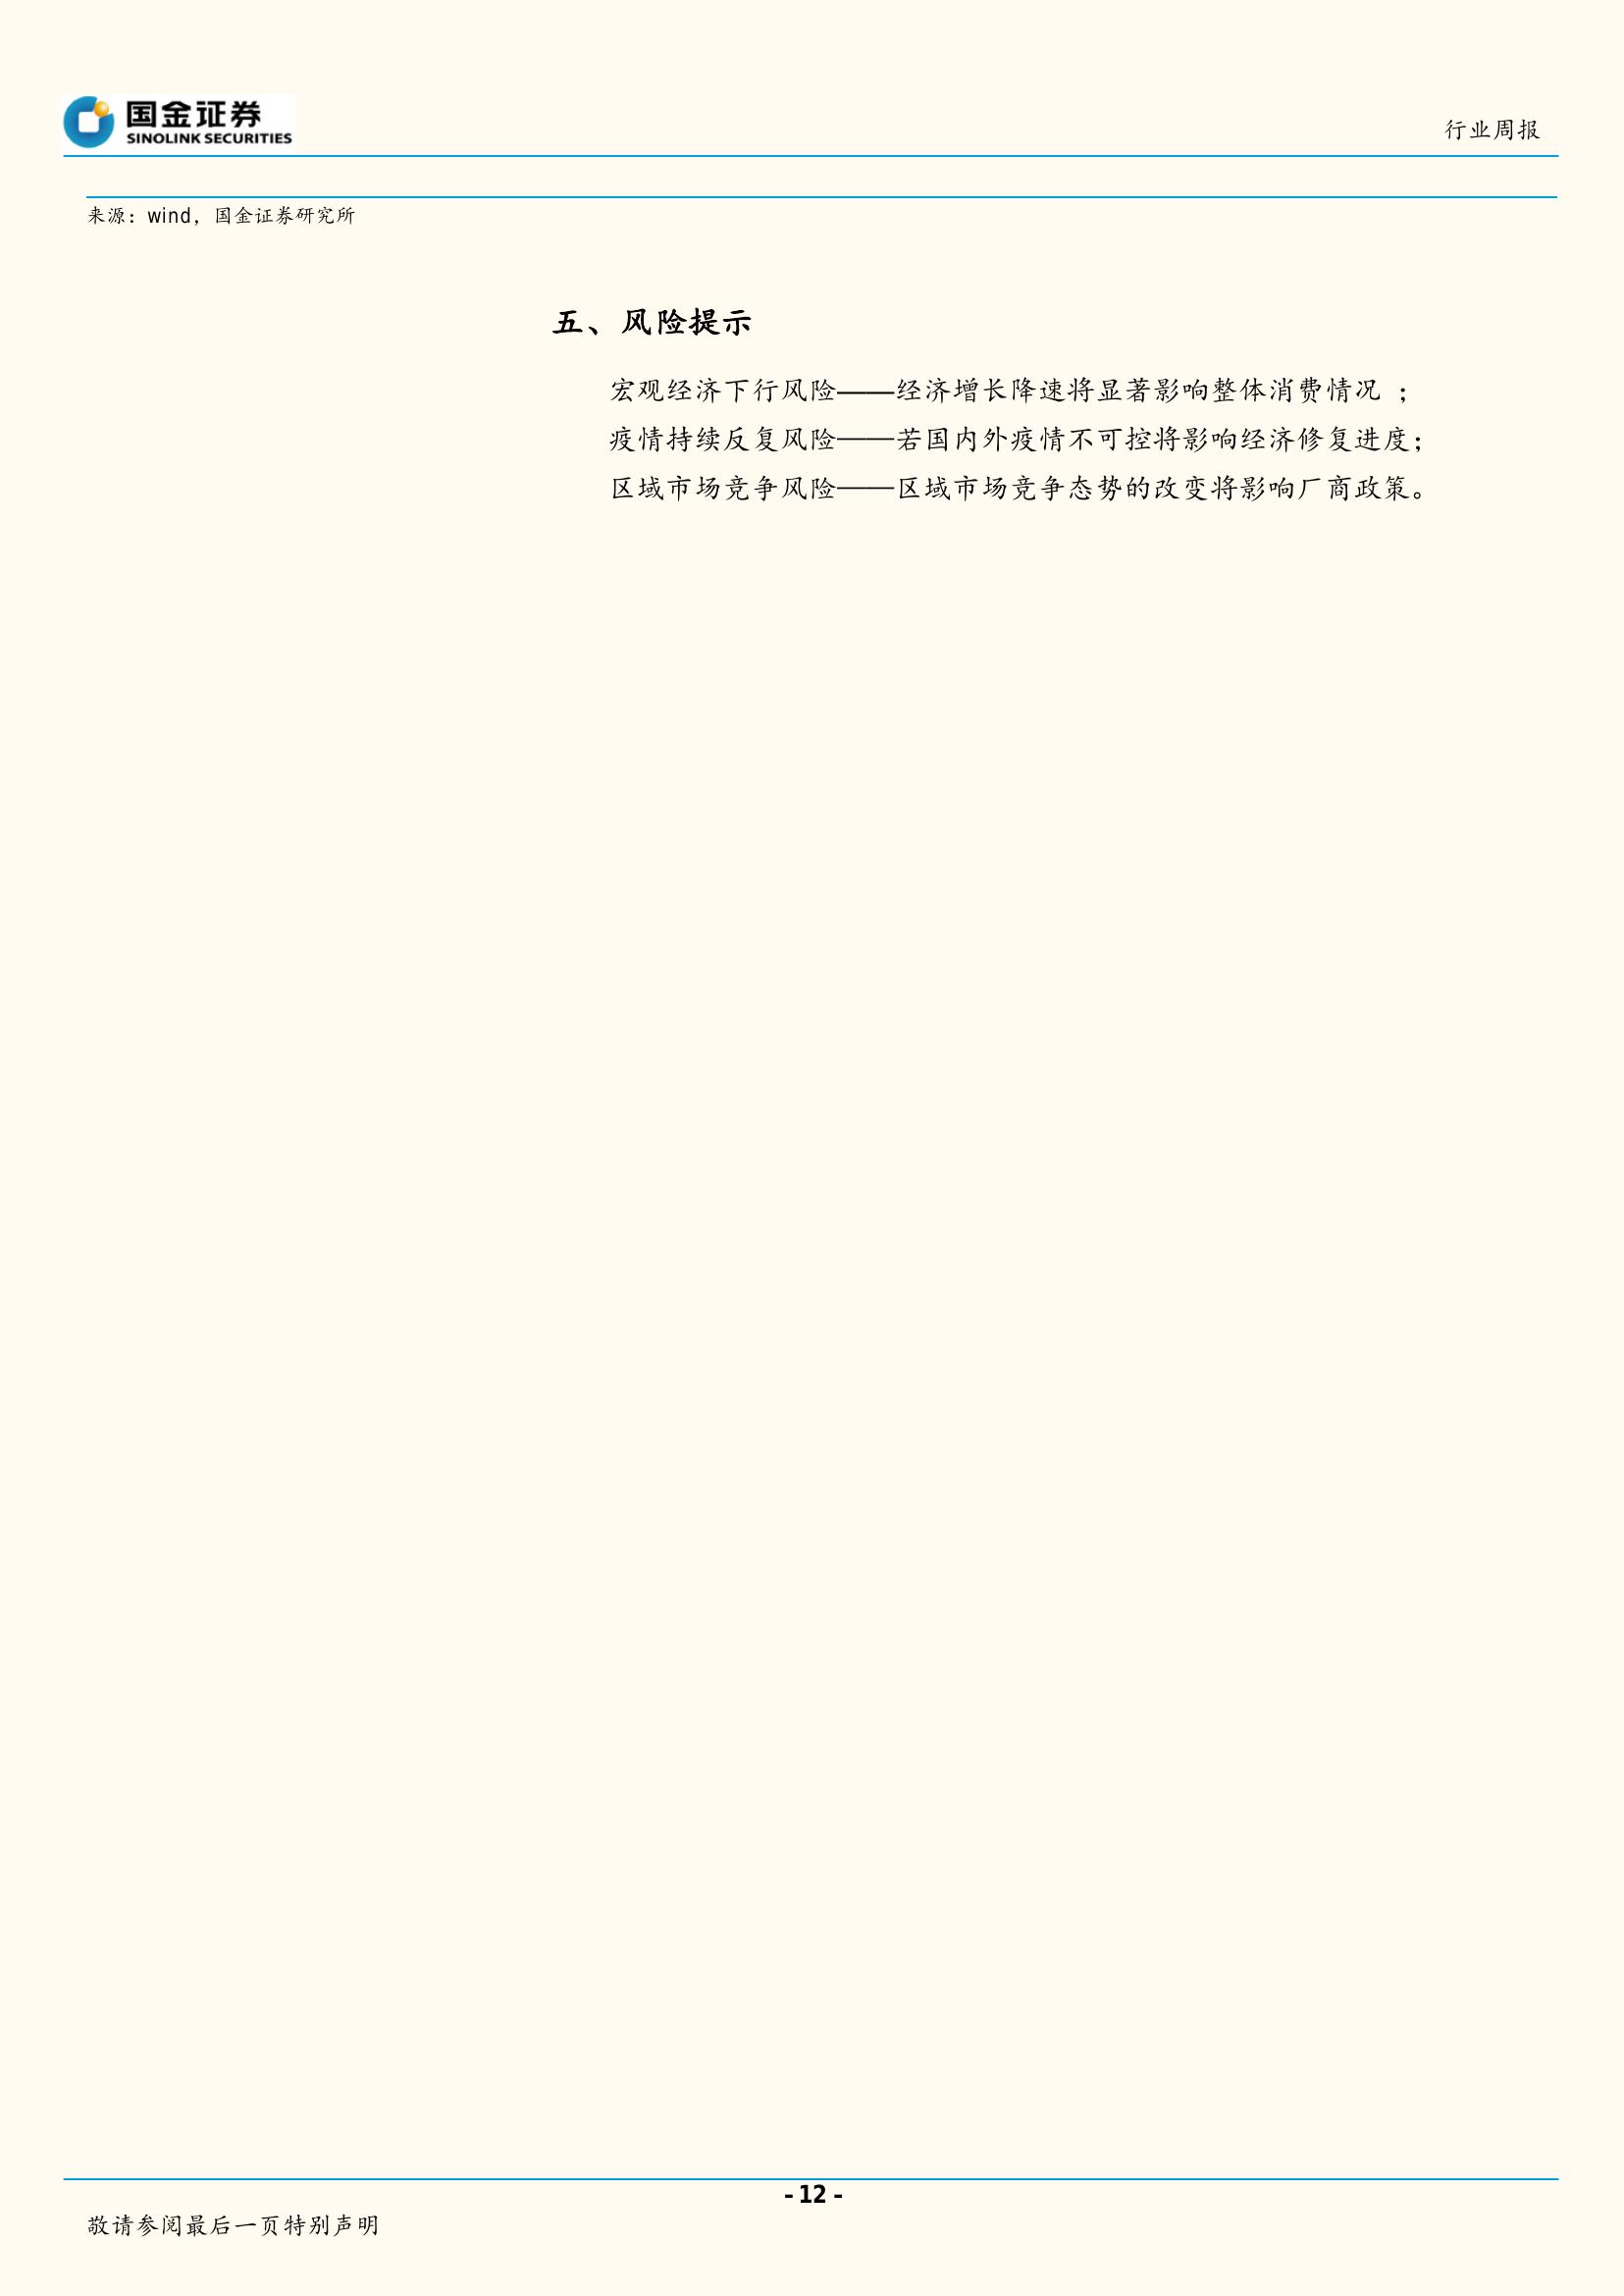 国金证券
SINOLINK SECURITIES
行业周报
来源：wind，国金证券研究所
五、风险提示
宏观经济下行风险——经济增长降速将显著影响整体消费情况 ；
疫情持续反复风险——若国内外疫情不可控将影响经济修复进度；
区域市场竞争风险——区域市场竞争态势的改变将影响厂商政策。
- 12 -
敬请参阅最后一页特别声明